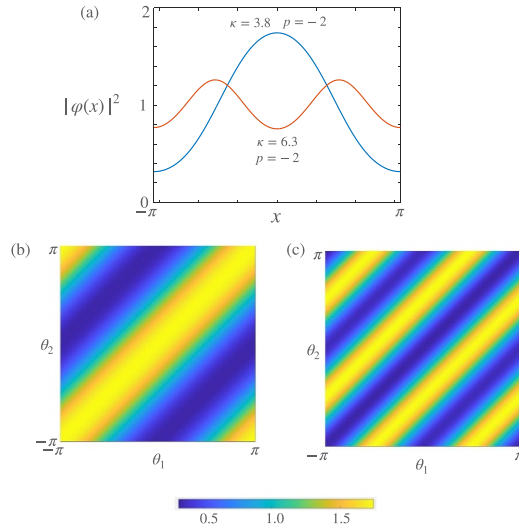 (a)
2
κ = 3.8 p = − 2
|φ(x)|²
1
κ = 6.3
p = − 2
0
−π x π
(b)
π
θ₂
−π
−π θ₁ π
(c)
π
θ₂
−π
−π θ₁ π
0.5 1.0 1.5